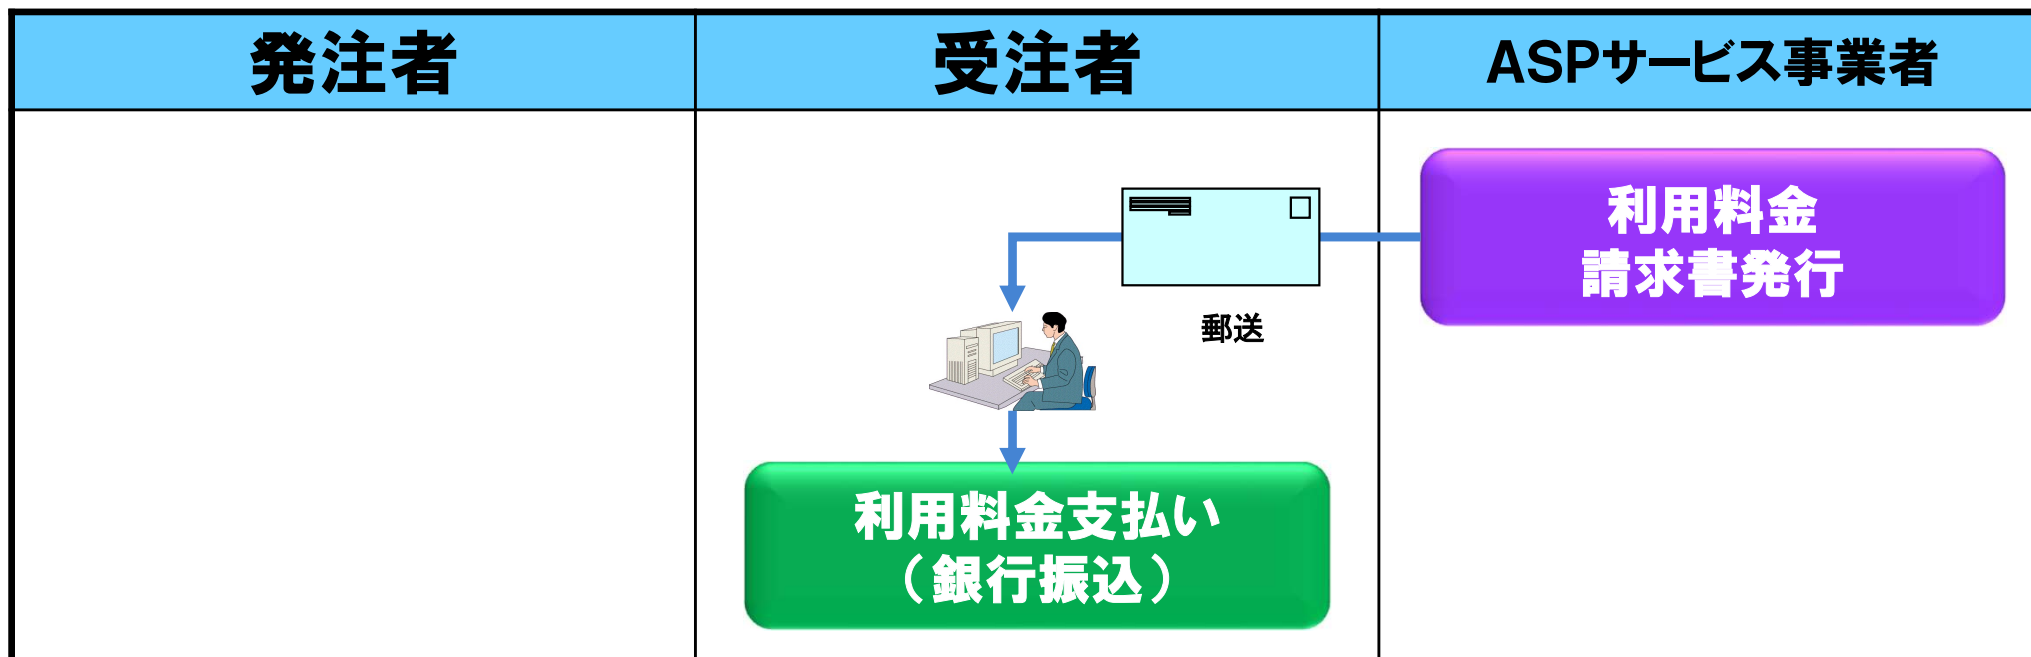 発注者
受注者
ASPサービス事業者
利用料金
請求書発行
郵送
利用料金支払い
（銀行振込）